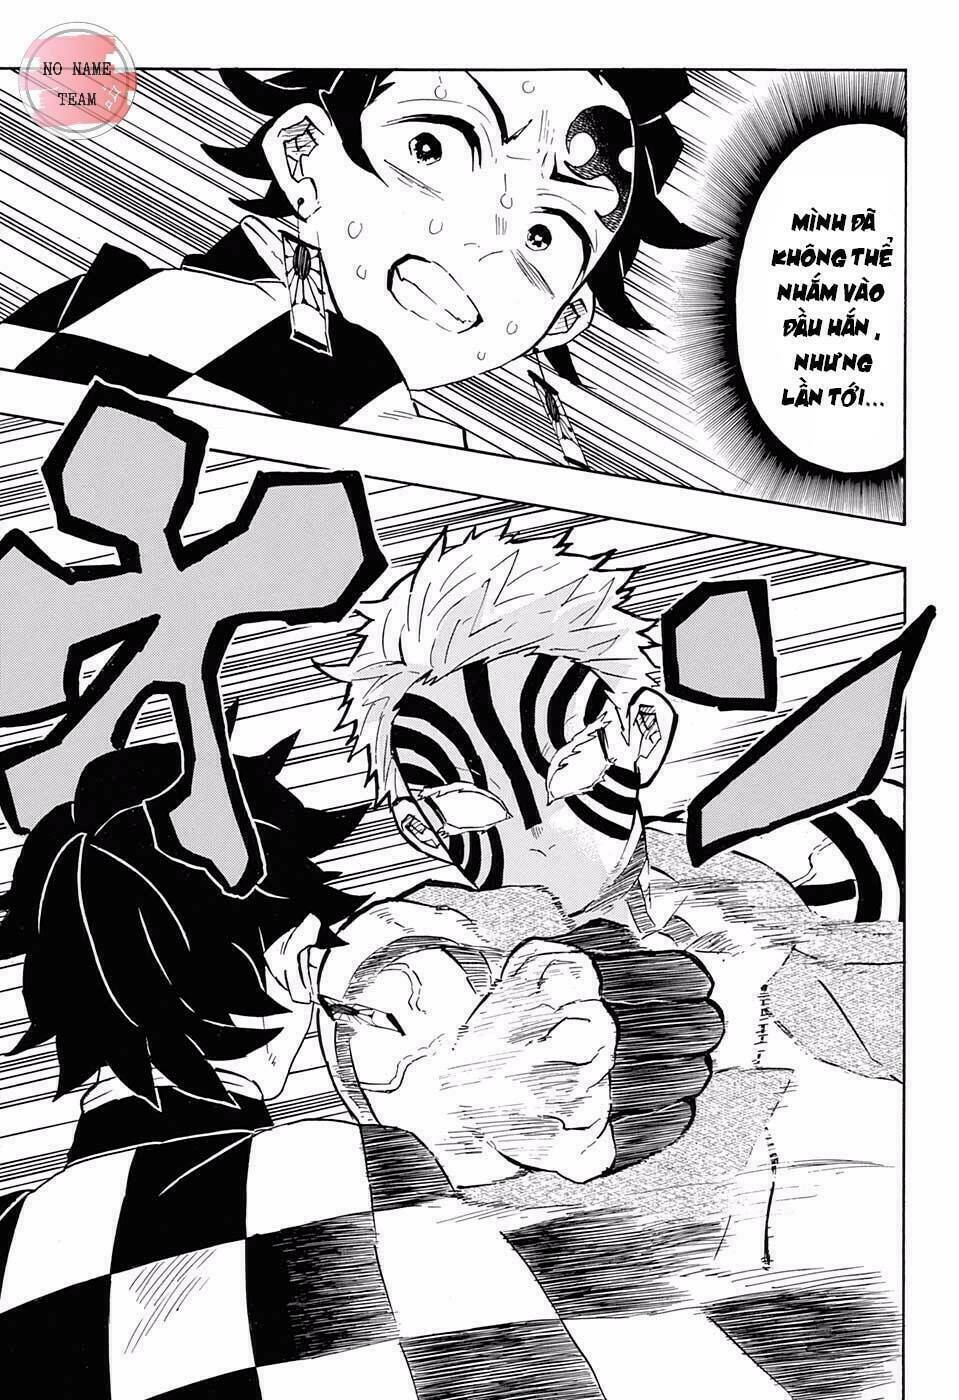 NO NAME
TEAM
MÌNH ĐÃ
KHÔNG THỂ
NHẮM VÀO
ĐẦU HẮN,
NHƯNG
LẦN TỚI...